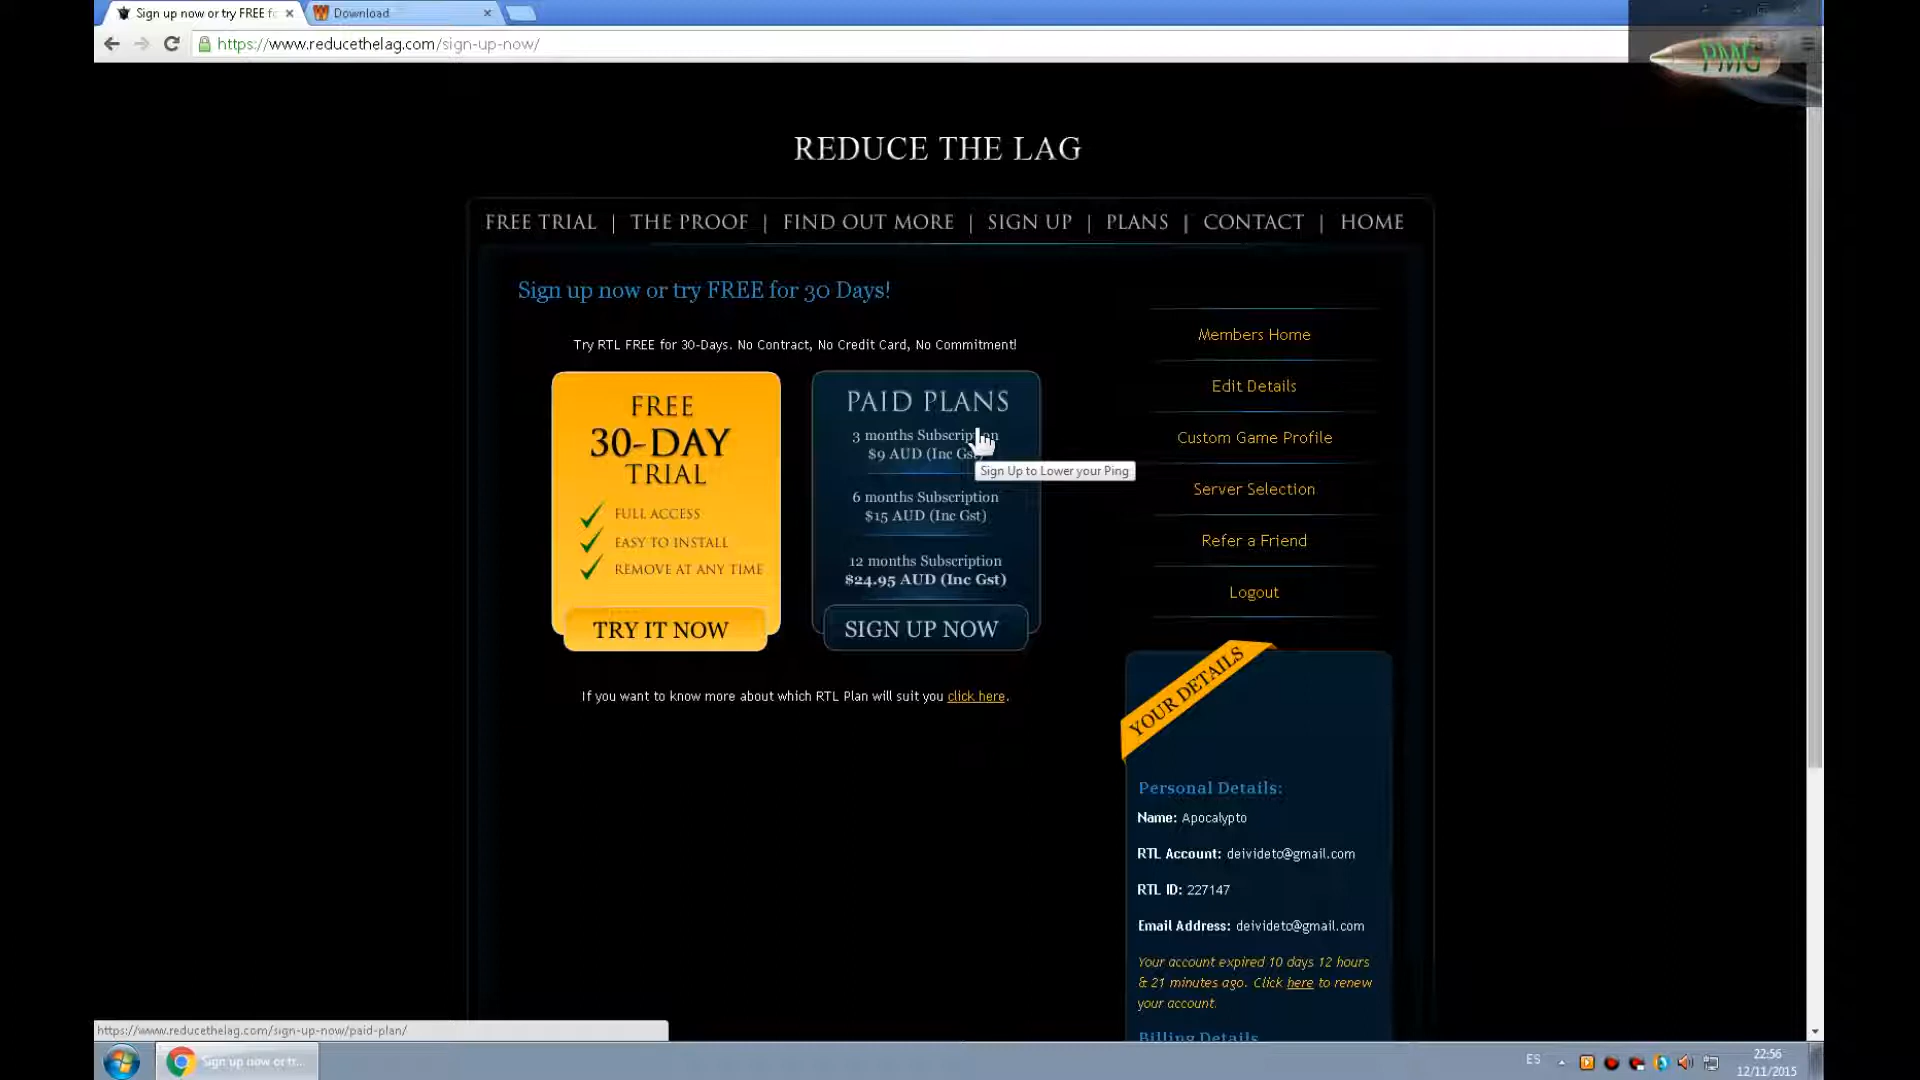 Sign up now or try FREE fo
Download
https://www.reducethelag.com/sign-up-now/
PMG
REDUCE THE LAG
FREE TRIAL | THE PROOF | FIND OUT MORE | SIGN UP | PLANS | CONTACT | HOME
Sign up now or try FREE for 30 Days!
Try RTL FREE for 30-Days. No Contract, No Credit Card, No Commitment!
FREE
30-DAY
TRIAL
FULL ACCESS
EASY TO INSTALL
REMOVE AT ANY TIME
TRY IT NOW
PAID PLANS
3 months Subscription
$9 AUD (Inc Gst)
Sign Up to Lower your Ping
6 months Subscription
$15 AUD (Inc Gst)
12 months Subscription
$24.95 AUD (Inc Gst)
SIGN UP NOW
If you want to know more about which RTL Plan will suit you click here.
Members Home
Edit Details
Custom Game Profile
Server Selection
Refer a Friend
Logout
YOUR DETAILS
Personal Details:
Name: Apocalypto
RTL Account: deividetc@gmail.com
RTL ID: 227147
Email Address: deividetc@gmail.com
Your account expired 10 days 12 hours
& 21 minutes ago. Click here to renew
your account.
Billing Details
https://www.reducethelag.com/sign-up-now/paid-plan/
Sign up now or tr...
ES
22:56
12/11/2015